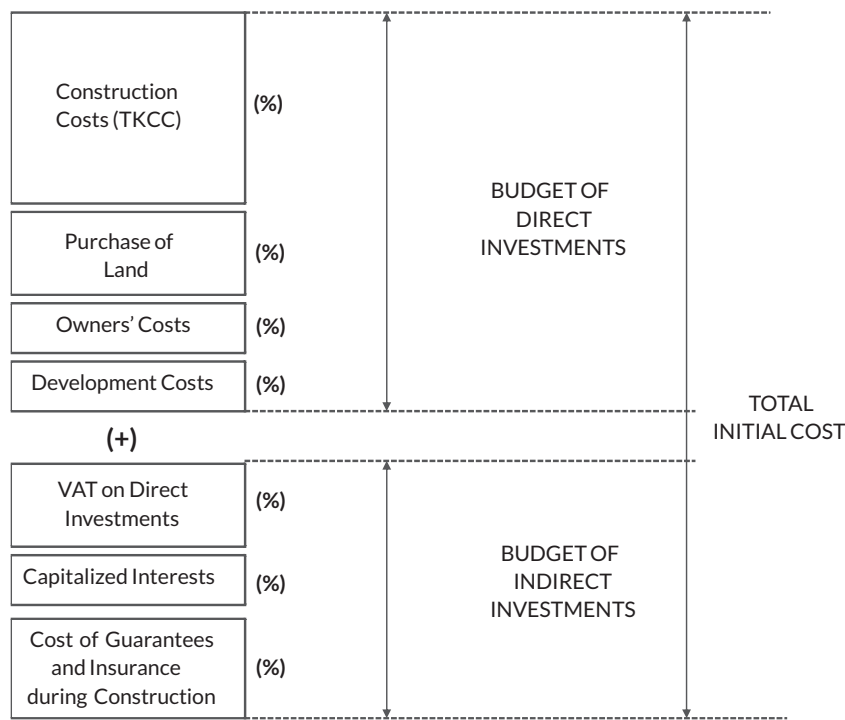 Construction
Costs (TKCC)
(%)
Purchase of
Land
(%)
Owners' Costs
(%)
Development Costs
(%)
BUDGET OF
DIRECT
INVESTMENTS
(+)
TOTAL
INITIAL COST
VAT on Direct
Investments
(%)
Capitalized Interests
(%)
Cost of Guarantees
and Insurance
during Construction
(%)
BUDGET OF
INDIRECT
INVESTMENTS